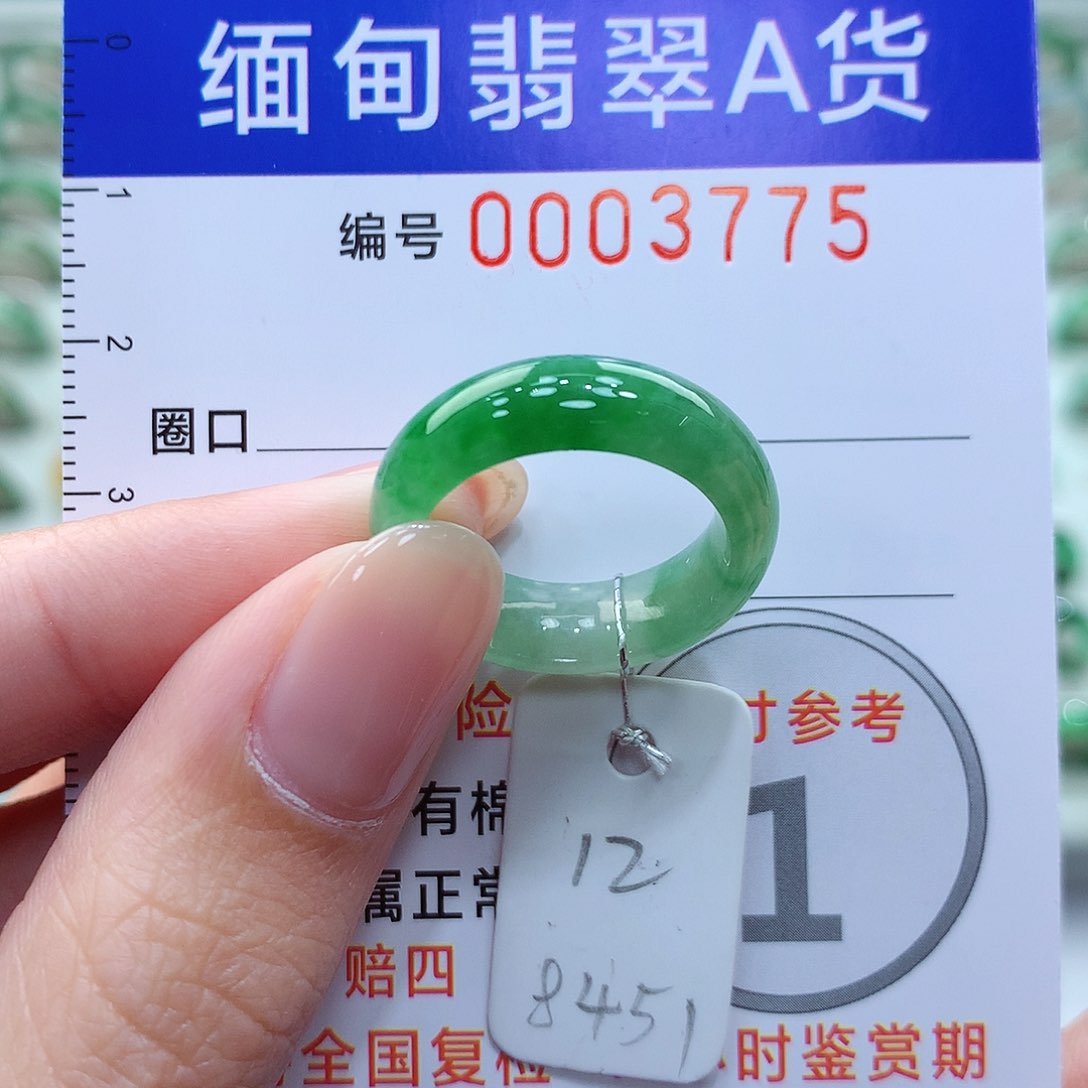 缅甸翡翠A货
0
1
编号 0003775
2
圈口
3
险 寸参考
有棉
1
12
属正常
8451
赔四
全国复检 小时鉴赏期